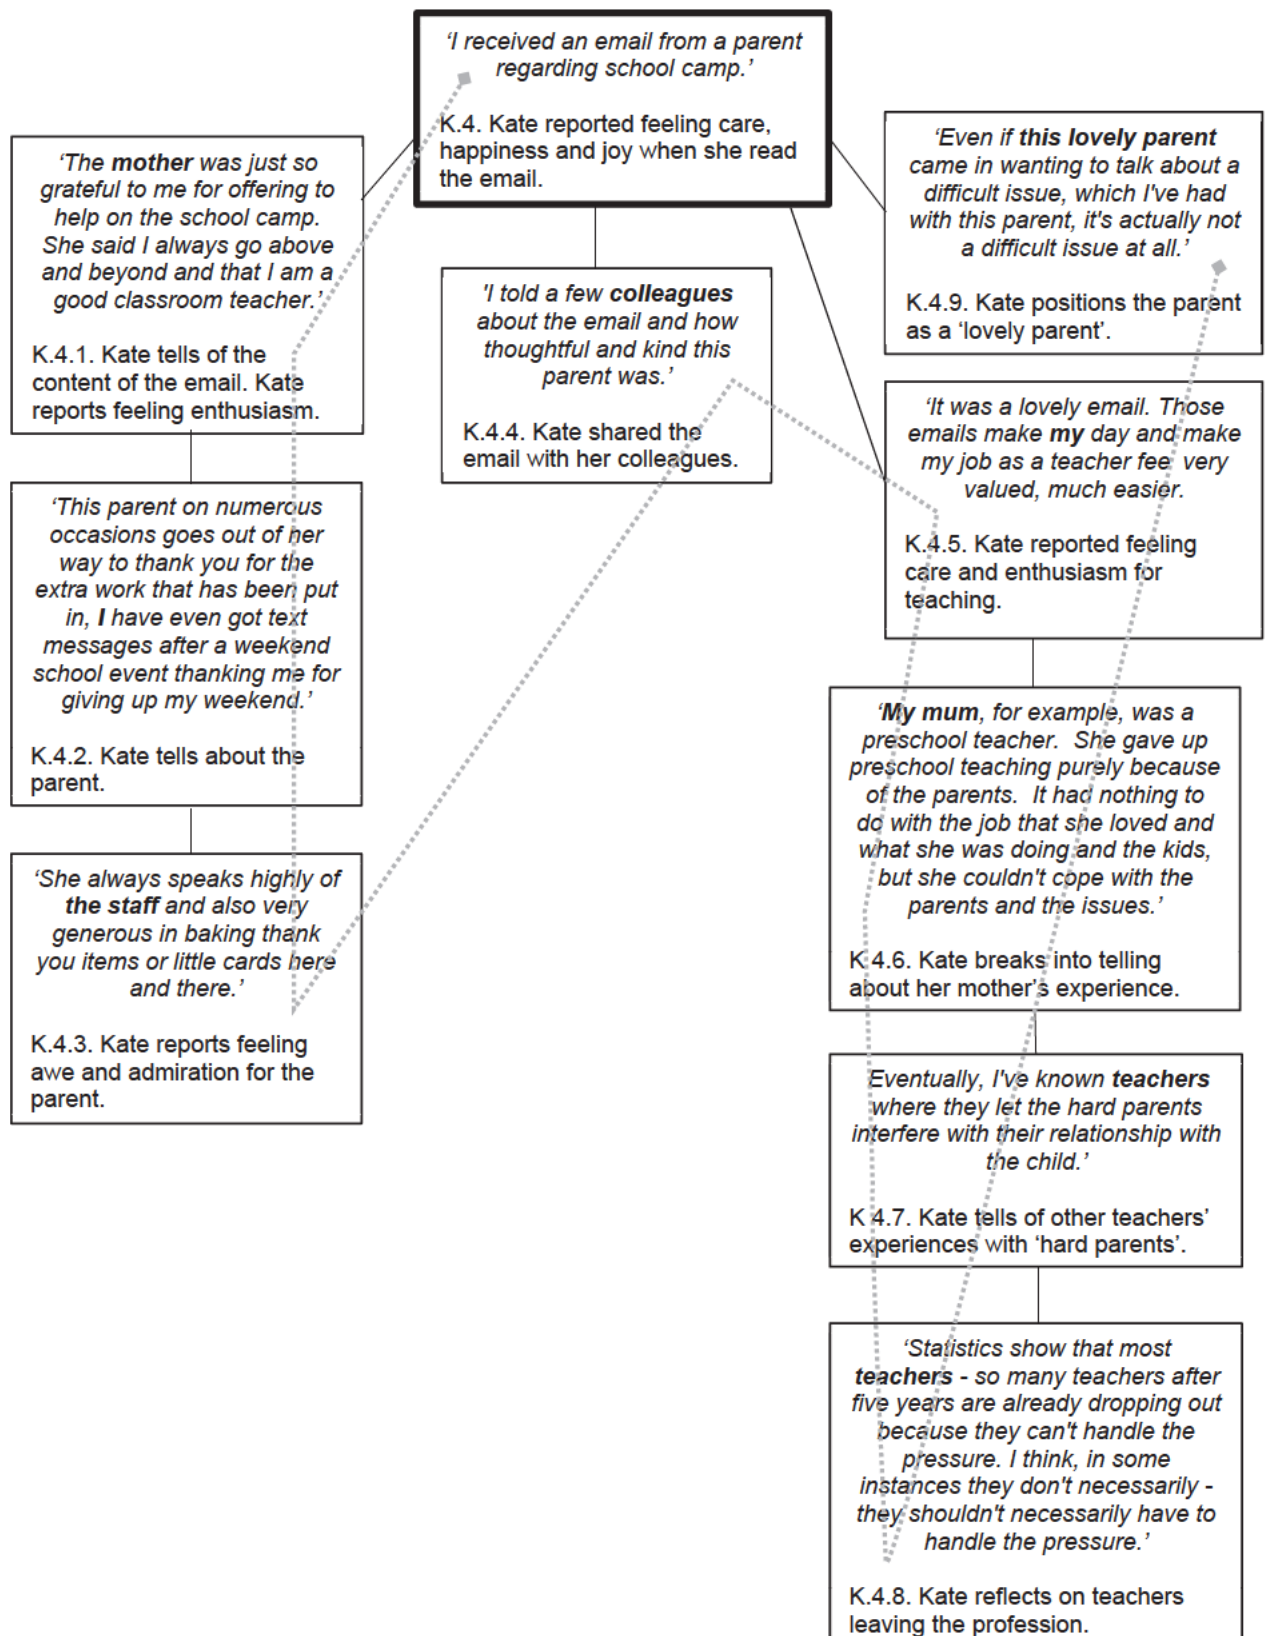 ‘I received an email from a parent
regarding school camp.’
K.4. Kate reported feeling care,
happiness and joy when she read
the email.
‘The mother was just so
grateful to me for offering to
help on the school camp.
She said I always go above
and beyond and that I am a
good classroom teacher.’
K.4.1. Kate tells of the
content of the email. Kate
reports feeling enthusiasm.
‘This parent on numerous
occasions goes out of her
way to thank you for the
extra work that has been put
in, I have even got text
messages after a weekend
school event thanking me for
giving up my weekend.’
K.4.2. Kate tells about the
parent.
‘She always speaks highly of
the staff and also very
generous in baking thank
you items or little cards here
and there.’
K.4.3. Kate reports feeling
awe and admiration for the
parent.
'I told a few colleagues
about the email and how
thoughtful and kind this
parent was.’
K.4.4. Kate shared the
email with her colleagues.
‘Even if this lovely parent
came in wanting to talk about a
difficult issue, which I've had
with this parent, it's actually not
a difficult issue at all.’
K.4.9. Kate positions the parent
as a ‘lovely parent’.
‘It was a lovely email. Those
emails make my day and make
my job as a teacher feel very
valued, much easier.
K.4.5. Kate reported feeling
care and enthusiasm for
teaching.
‘My mum, for example, was a
preschool teacher. She gave up
preschool teaching purely because
of the parents. It had nothing to
do with the job that she loved and
what she was doing and the kids,
but she couldn't cope with the
parents and the issues.’
K.4.6. Kate breaks into telling
about her mother’s experience.
Eventually, I've known teachers
where they let the hard parents
interfere with their relationship with
the child.’
K 4.7. Kate tells of other teachers’
experiences with ‘hard parents’.
‘Statistics show that most
teachers - so many teachers after
five years are already dropping out
because they can't handle the
pressure. I think, in some
instances they don't necessarily -
they shouldn't necessarily have to
handle the pressure.’
K.4.8. Kate reflects on teachers
leaving the profession.